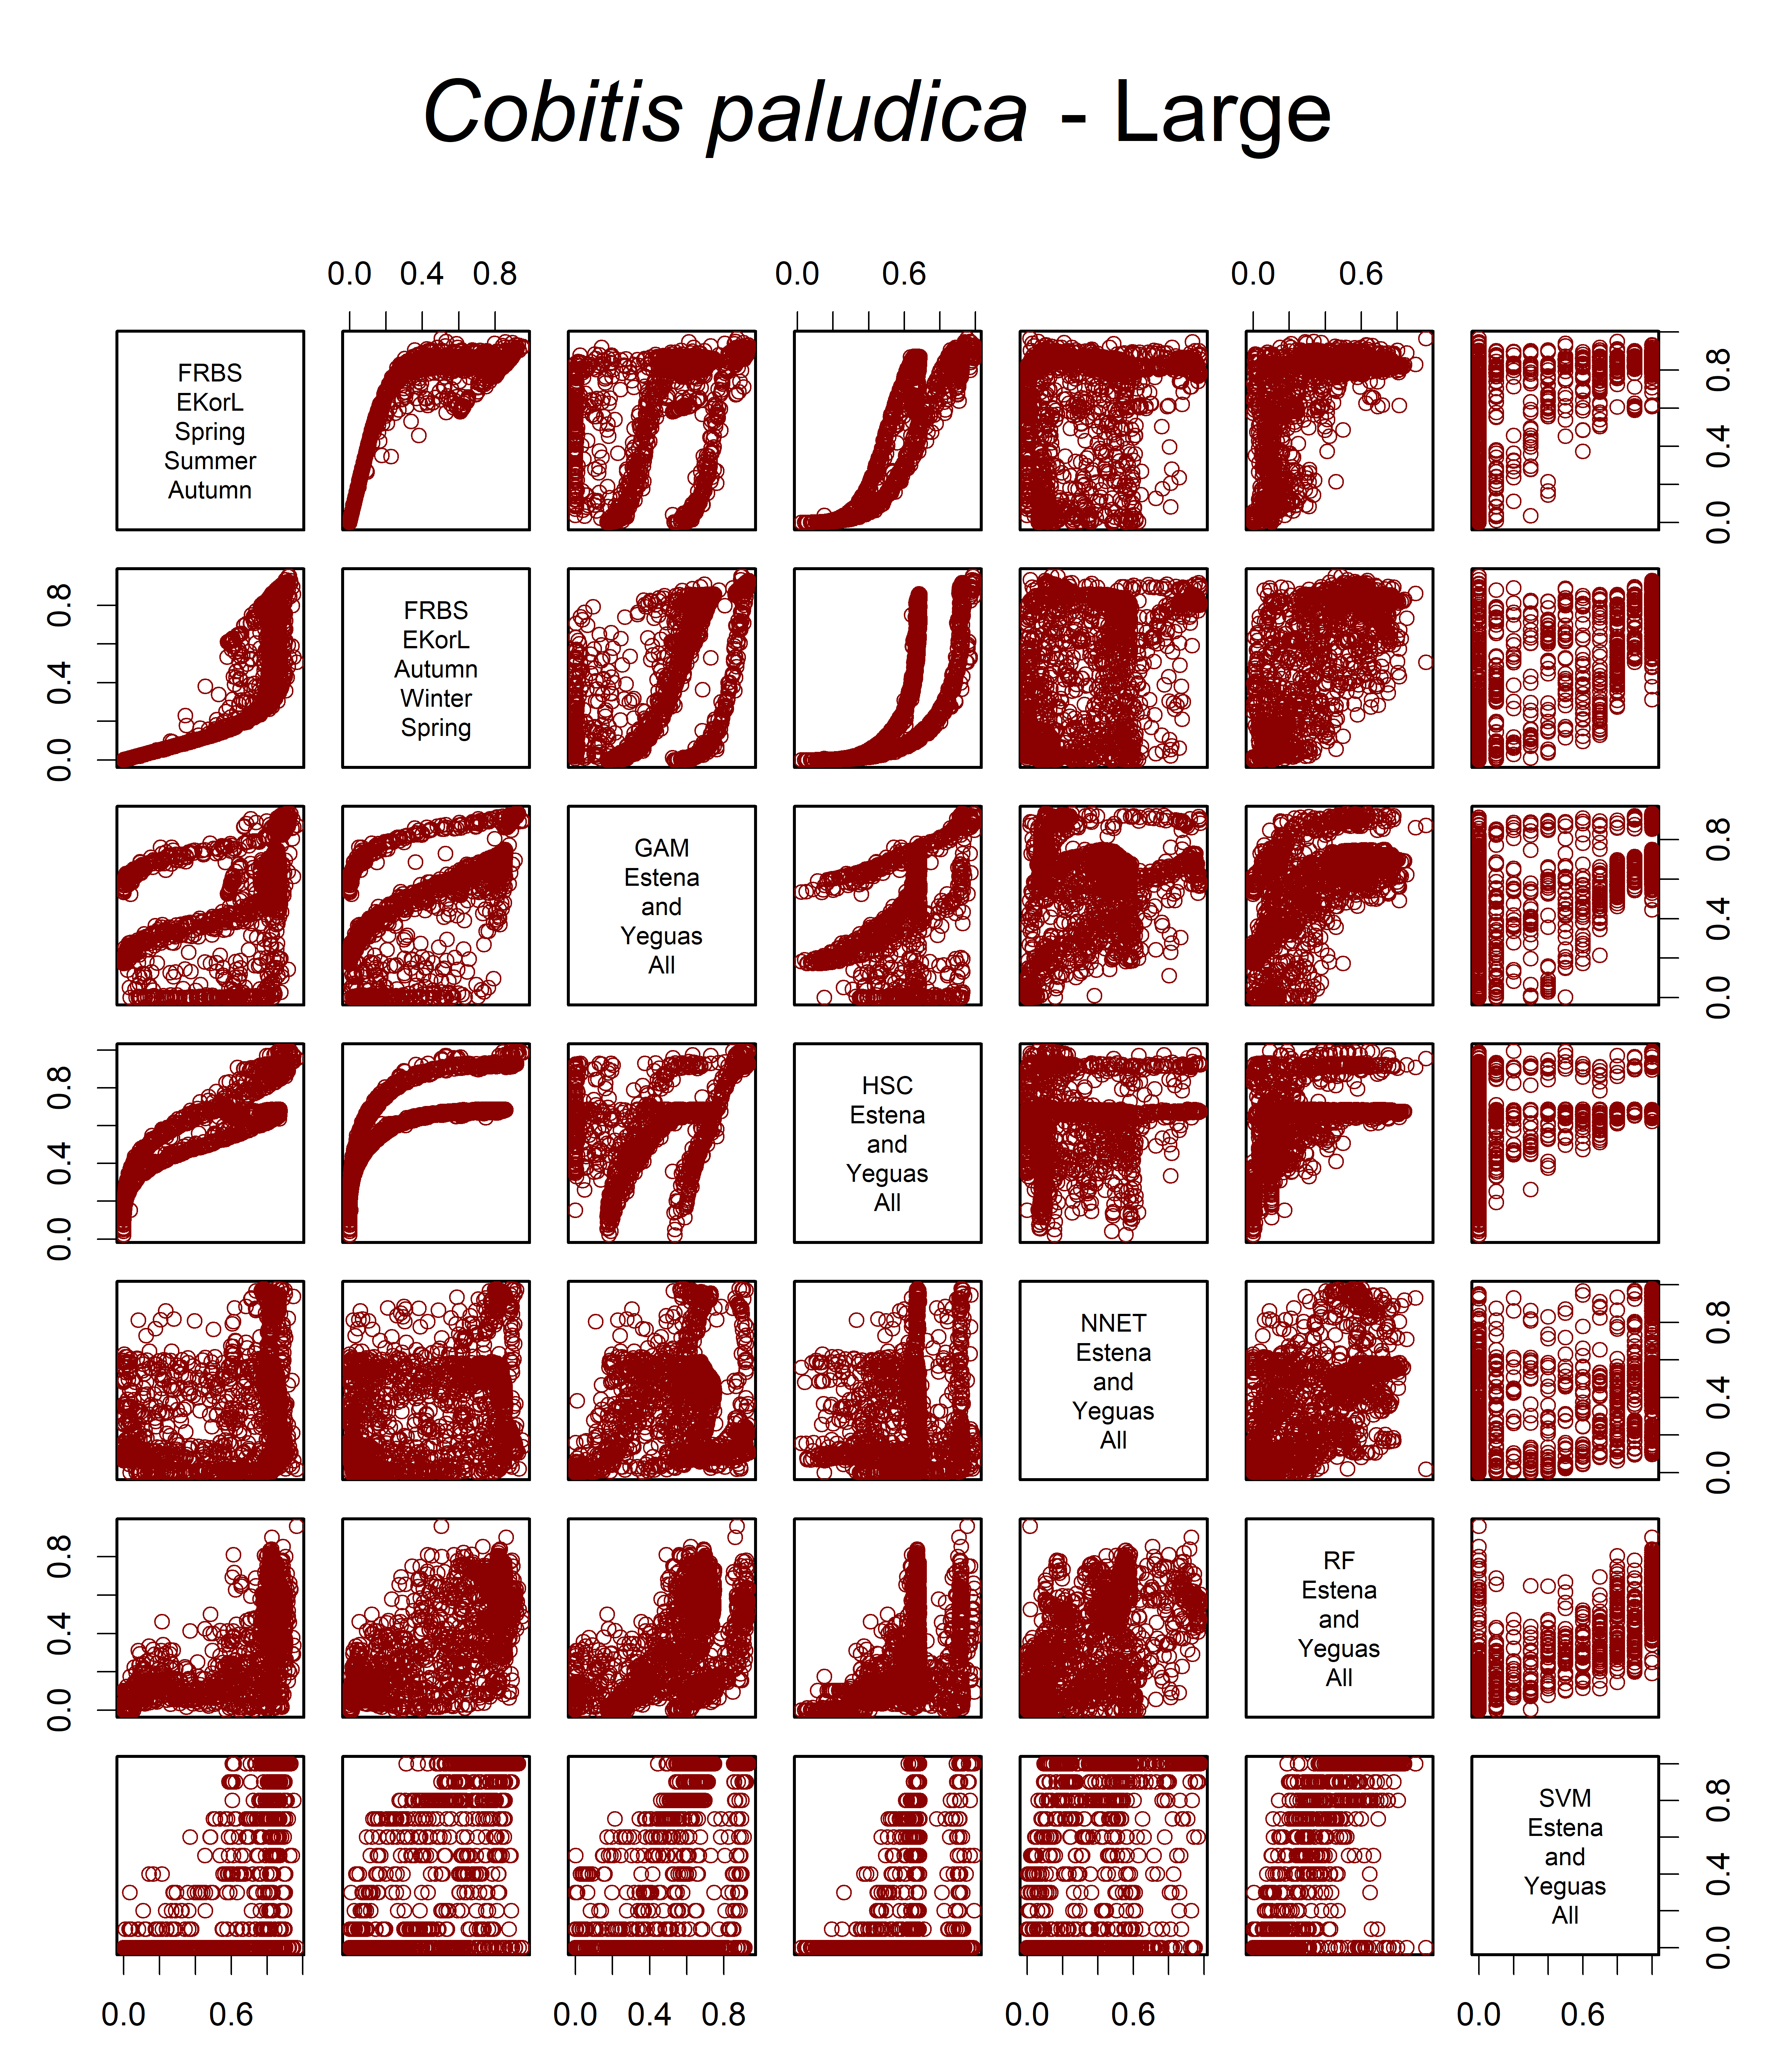 Cobitis paludica - Large
0.0 0.4 0.8 0.0 0.6 0.0 0.6
FRBS
EKorL
Spring
Summer
Autumn
0.0 0.4 0.8
0.0 0.4 0.8
FRBS
EKorL
Autumn
Winter
Spring
GAM
Estena
and
Yeguas
All
0.0 0.4 0.8
0.0 0.4 0.8
HSC
Estena
and
Yeguas
All
NNET
Estena
and
Yeguas
All
0.0 0.4 0.8
0.0 0.4 0.8
RF
Estena
and
Yeguas
All
SVM
Estena
and
Yeguas
All
0.0 0.4 0.8
0.0 0.6 0.0 0.4 0.8 0.0 0.6 0.0 0.6